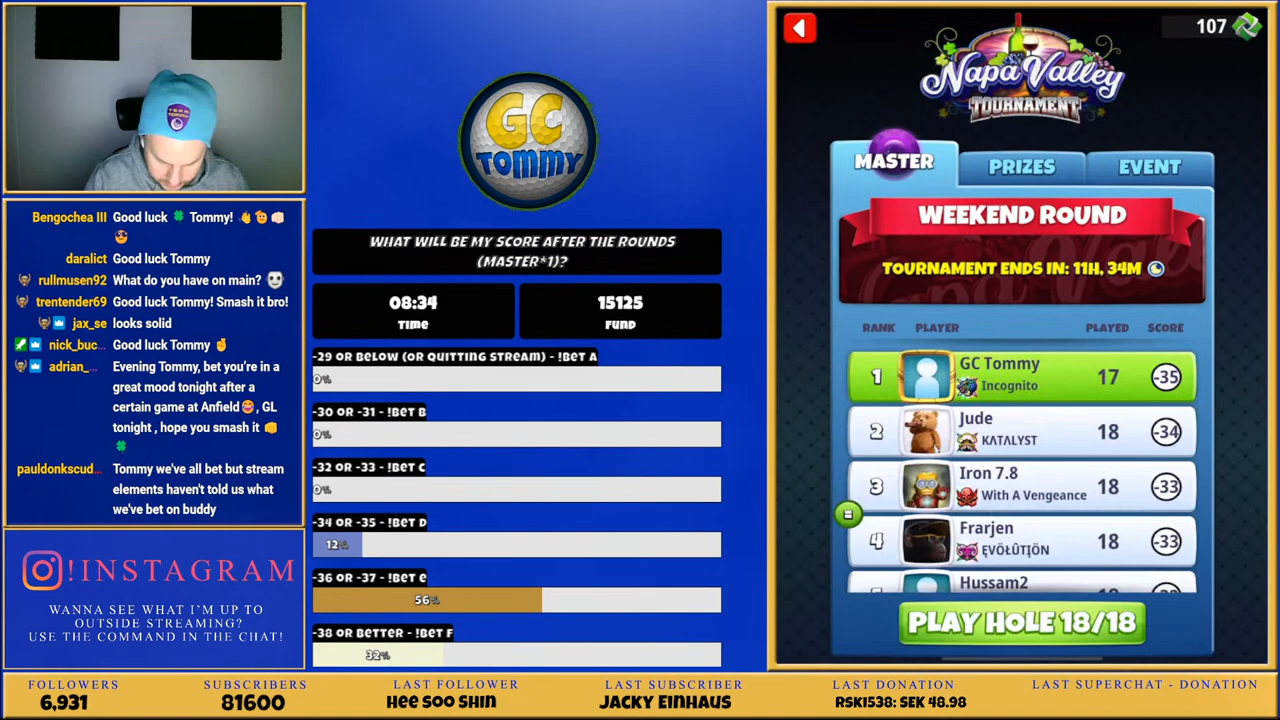 TEAM
TOMMY
Bengochea III Good luck 🍀 Tommy! 👋🫡👊🏻
😍
daralict Good luck Tommy
rullmusen92 What do you have on main?
trentender69 Good luck Tommy! Smash it bro!
jax_se looks solid
nick_buc... Good luck Tommy ✌️
adrian_... Evening Tommy, bet you're in a
great mood tonight after a
certain game at Anfield😄, GL
tonight , hope you smash it 👊
🍀
pauldonkscud... Tommy we've all bet but stream
elements haven't told us what
we've bet on buddy
!INSTAGRAM
WANNA SEE WHAT I'M UP TO
OUTSIDE STREAMING?
USE THE COMMAND IN THE CHAT!
GC
TOMMY
WHAT WILL BE MY SCORE AFTER THE ROUNDS
(MASTER*1)?
08:34
TIME
15125
FUND
-29 OR BELOW (OR QUITTING STREAM) - !BET A
0%
-30 OR -31 - !BET B
0%
-32 OR -33 - !BET C
0%
-34 OR -35 - !BET D
12%
-36 OR -37 - !BET e
56%
-38 OR BETTER - !BET F
32%
107
Napa Valley
TOURNAMENT
MASTER PRIZES EVENT
WEEKEND ROUND
TOURNAMENT ENDS IN: 11H, 34M
RANK PLAYER PLAYED SCORE
1 GC Tommy 17 -35
Incognito
2 Jude 18 -34
KΛTΛLYST
3 Iron 7.8 18 -33
With A Vengeance
=
4 Frarjen 18 -33
ĘVÖŁÛTĮÖN
Hussam2
PLAY HOLE 18/18
FOLLOWERS
6,931
SUBSCRIBERS
81600
LAST FOLLOWER
Hee Soo Shin
LAST SUBSCRIBER
JACKY EINHAUS
LAST DONATION
RSKI538: SEK 48.98
LAST SUPERCHAT - DONATION